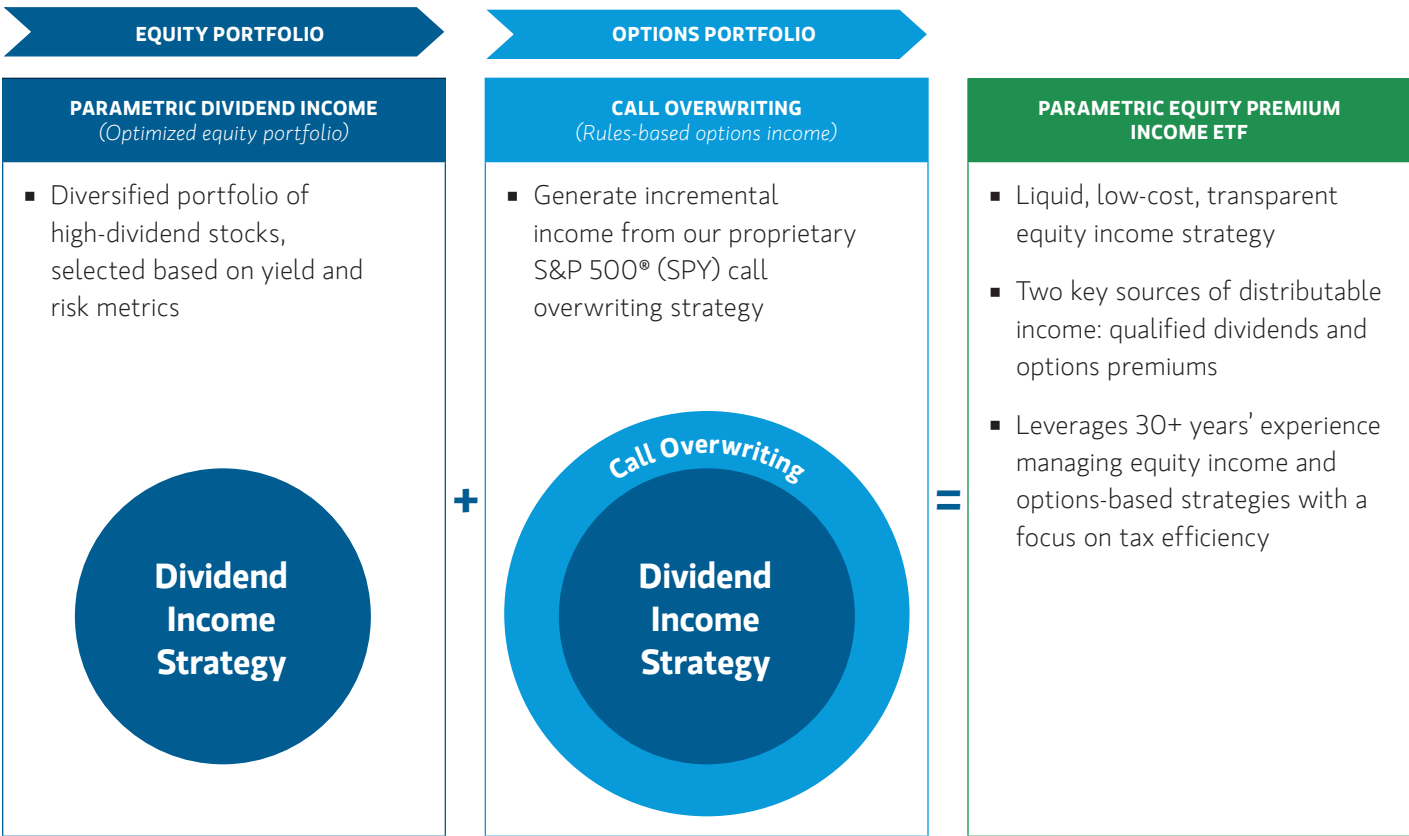 EQUITY PORTFOLIO
OPTIONS PORTFOLIO
PARAMETRIC DIVIDEND INCOME
(Optimized equity portfolio)
▪ Diversified portfolio of
high-dividend stocks,
selected based on yield and
risk metrics
Dividend
Income
Strategy
+
CALL OVERWRITING
(Rules-based options income)
▪ Generate incremental
income from our proprietary
S&P 500® (SPY) call
overwriting strategy
Call Overwriting
Dividend
Income
Strategy
=
PARAMETRIC EQUITY PREMIUM
INCOME ETF
▪ Liquid, low-cost, transparent
equity income strategy
▪ Two key sources of distributable
income: qualified dividends and
options premiums
▪ Leverages 30+ years’ experience
managing equity income and
options-based strategies with a
focus on tax efficiency